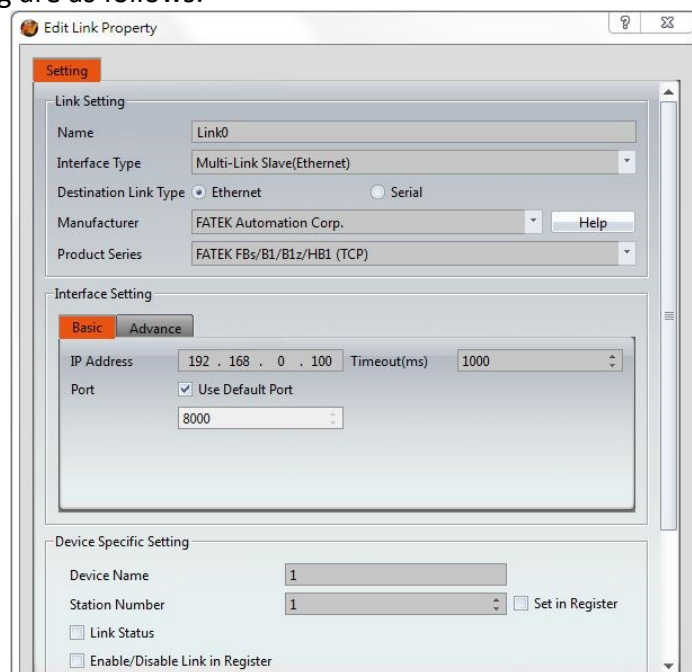 g are as follows.
Edit Link Property
Setting
Link Setting
Name Link0
Interface Type Multi-Link Slave(Ethernet)
Destination Link Type Ethernet Serial
Manufacturer FATEK Automation Corp. Help
Product Series FATEK FBs/B1/B1z/HB1 (TCP)
Interface Setting
Basic Advance
IP Address 192 . 168 . 0 . 100 Timeout(ms) 1000
Port Use Default Port
8000
Device Specific Setting
Device Name 1
Station Number 1 Set in Register
Link Status
Enable/Disable Link in Register